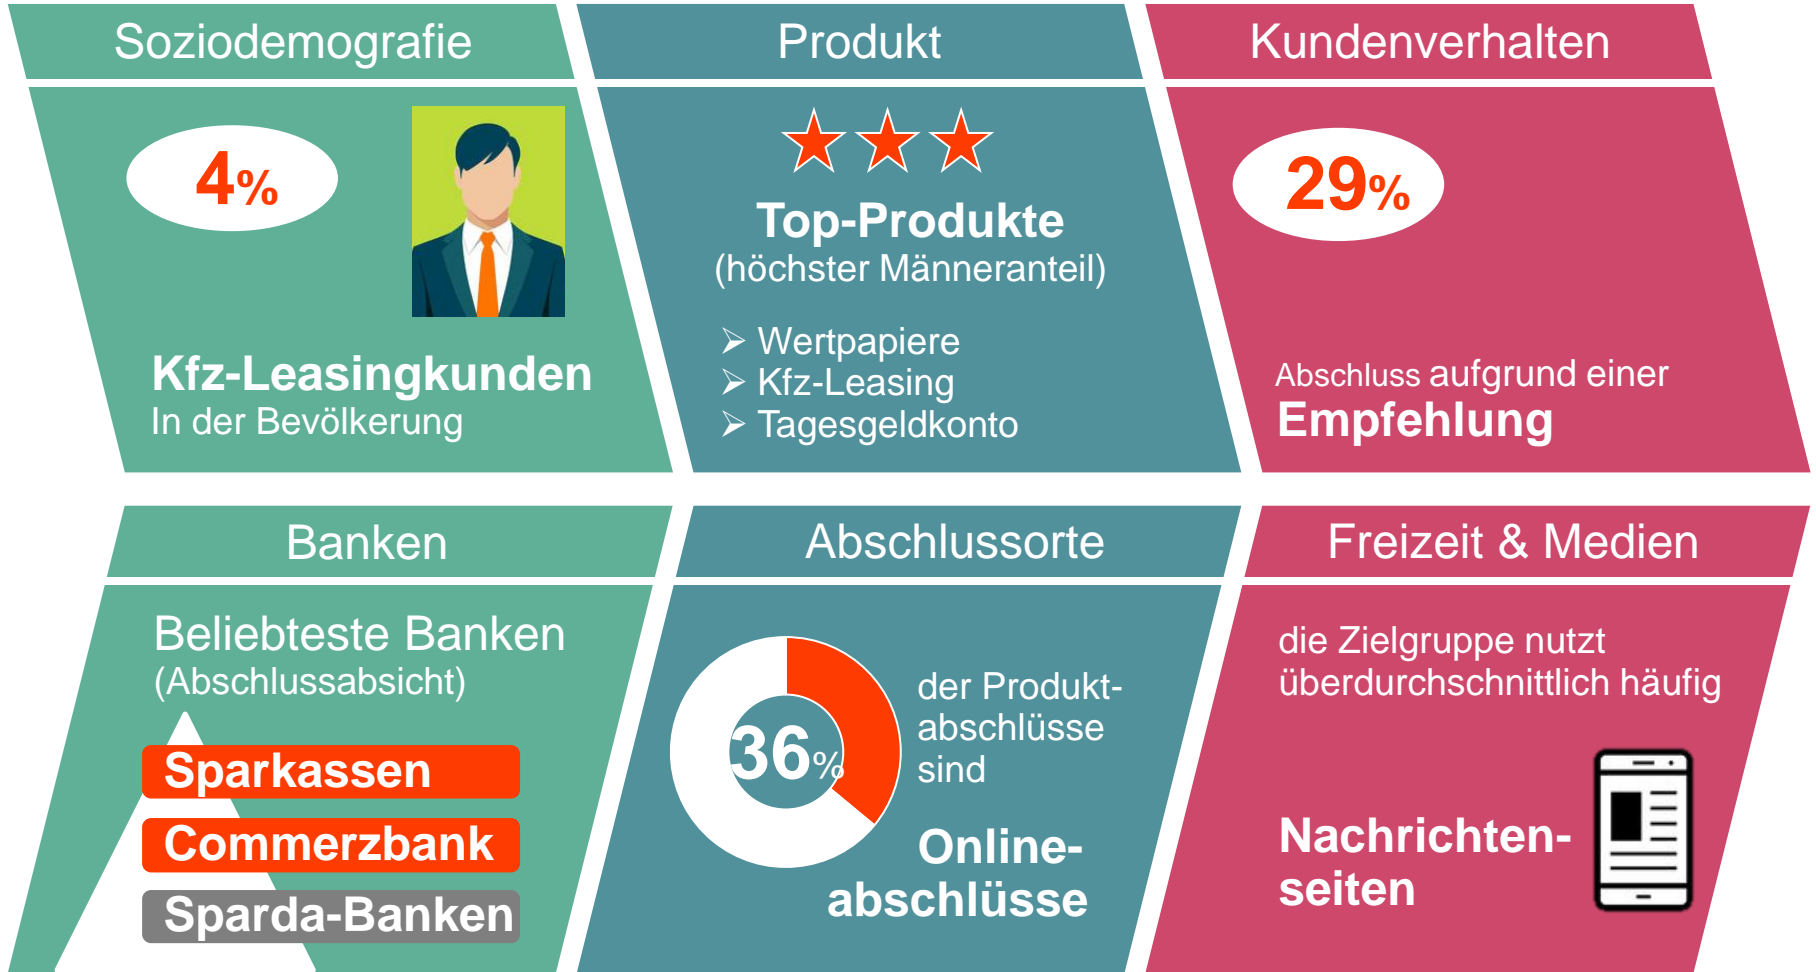 Soziodemografie
4%
Kfz-Leasingkunden
In der Bevölkerung
Produkt
Top-Produkte
(höchster Männeranteil)
➢ Wertpapiere
➢ Kfz-Leasing
➢ Tagesgeldkonto
Kundenverhalten
29%
Abschluss aufgrund einer
Empfehlung
Banken
Beliebteste Banken
(Abschlussabsicht)
Sparkassen
Commerzbank
Sparda-Banken
Abschlussorte
36%
der Produkt-
abschlüsse
sind
Online-
abschlüsse
Freizeit & Medien
die Zielgruppe nutzt
überdurchschnittlich häufig
Nachrichten-
seiten